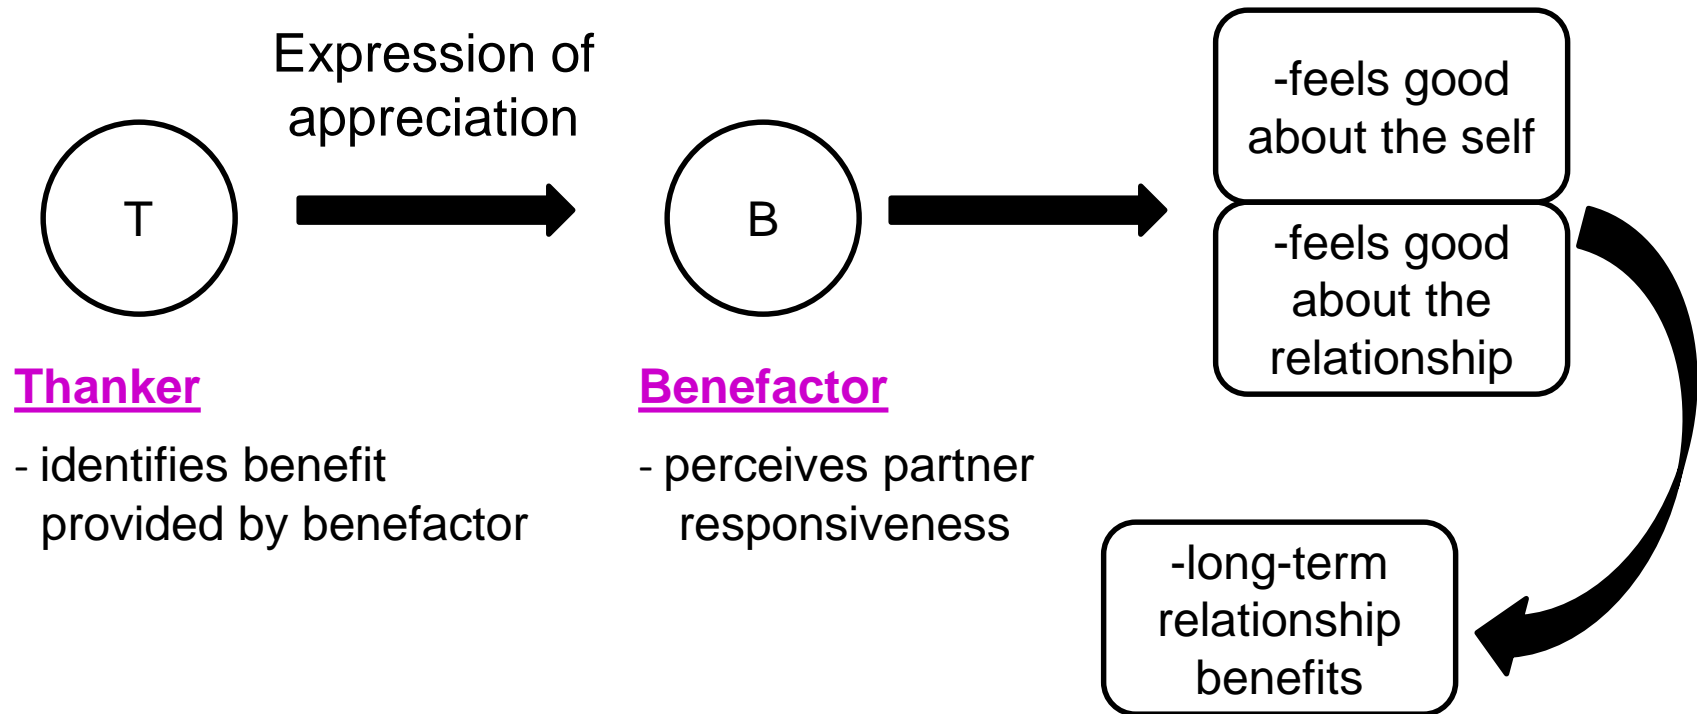 Expression of
appreciation
T
B
Thanker
- identifies benefit
provided by benefactor
Benefactor
- perceives partner
responsiveness
-feels good
about the self
-feels good
about the
relationship
-long-term
relationship
benefits